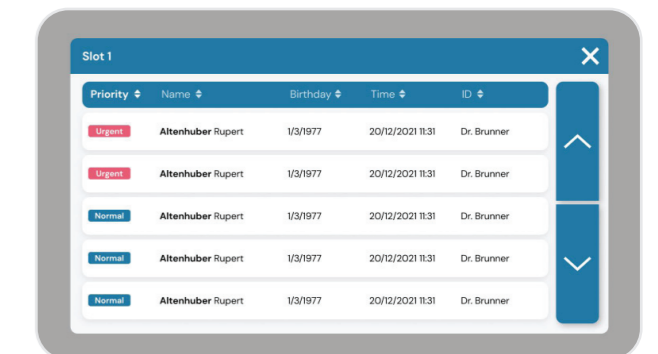 Slot 1
Priority Name Birthday Time ID
Urgent Altenhuber Rupert 1/3/1977 20/12/2021 11:31 Dr. Brunner
Urgent Altenhuber Rupert 1/3/1977 20/12/2021 11:31 Dr. Brunner
Normal Altenhuber Rupert 1/3/1977 20/12/2021 11:31 Dr. Brunner
Normal Altenhuber Rupert 1/3/1977 20/12/2021 11:31 Dr. Brunner
Normal Altenhuber Rupert 1/3/1977 20/12/2021 11:31 Dr. Brunner